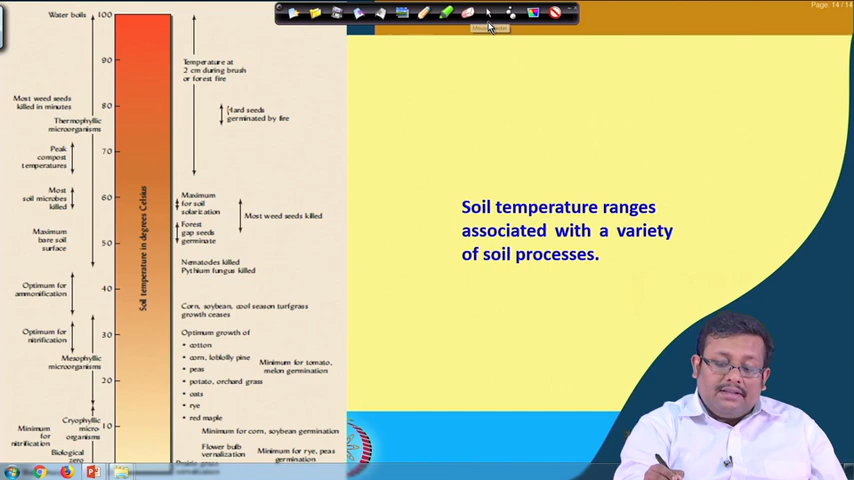 Page: 14 / 14
Water boils
100
90
80
70
60
50
40
30
20
10
Soil temperature in degrees Celsius
Most weed seeds
killed in minutes
Thermophyllic
microorganisms
Peak
compost
temperatures
Most
soil microbes
killed
Maximum
bare soil
surface
Optimum for
ammonification
Optimum for
nitrification
Mesophyllic
microorganisms
Cryophyllic
micro
organisms
Minimum
for
nitrification
Biological
zero
Temperature at
2 cm during brush
or forest fire
Hard seeds
germinated by fire
Maximum
for soil
solarization
Most weed seeds killed
Forest
gap seeds
germinate
Nematodes killed
Pythium fungus killed
Corn, soybean, cool season turfgrass
growth ceases
Optimum growth of
• cotton
• corn, loblolly pine
• peas
• potato, orchard grass
• oats
• rye
• red maple
Minimum for tomato,
melon germination
Minimum for corn, soybean germination
Flower bulb
vernalization
Minimum for rye, peas
germination
Soil temperature ranges
associated with a variety
of soil processes.